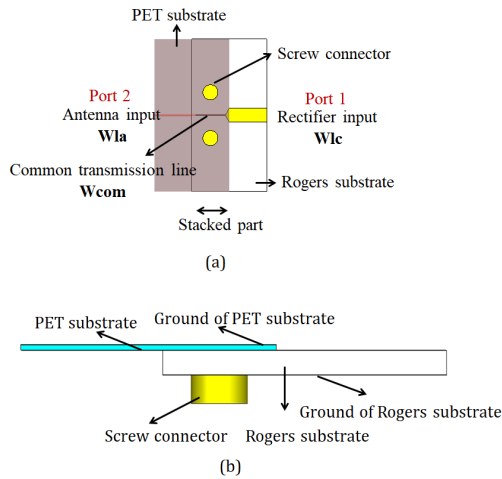 PET substrate
Screw connector
Port 2
Port 1
Antenna input
Rectifier input
Wla
Wlc
Common transmission line
Wcom
Rogers substrate
Stacked part
(a)
PET substrate
Ground of PET substrate
Ground of Rogers substrate
Screw connector
Rogers substrate
(b)